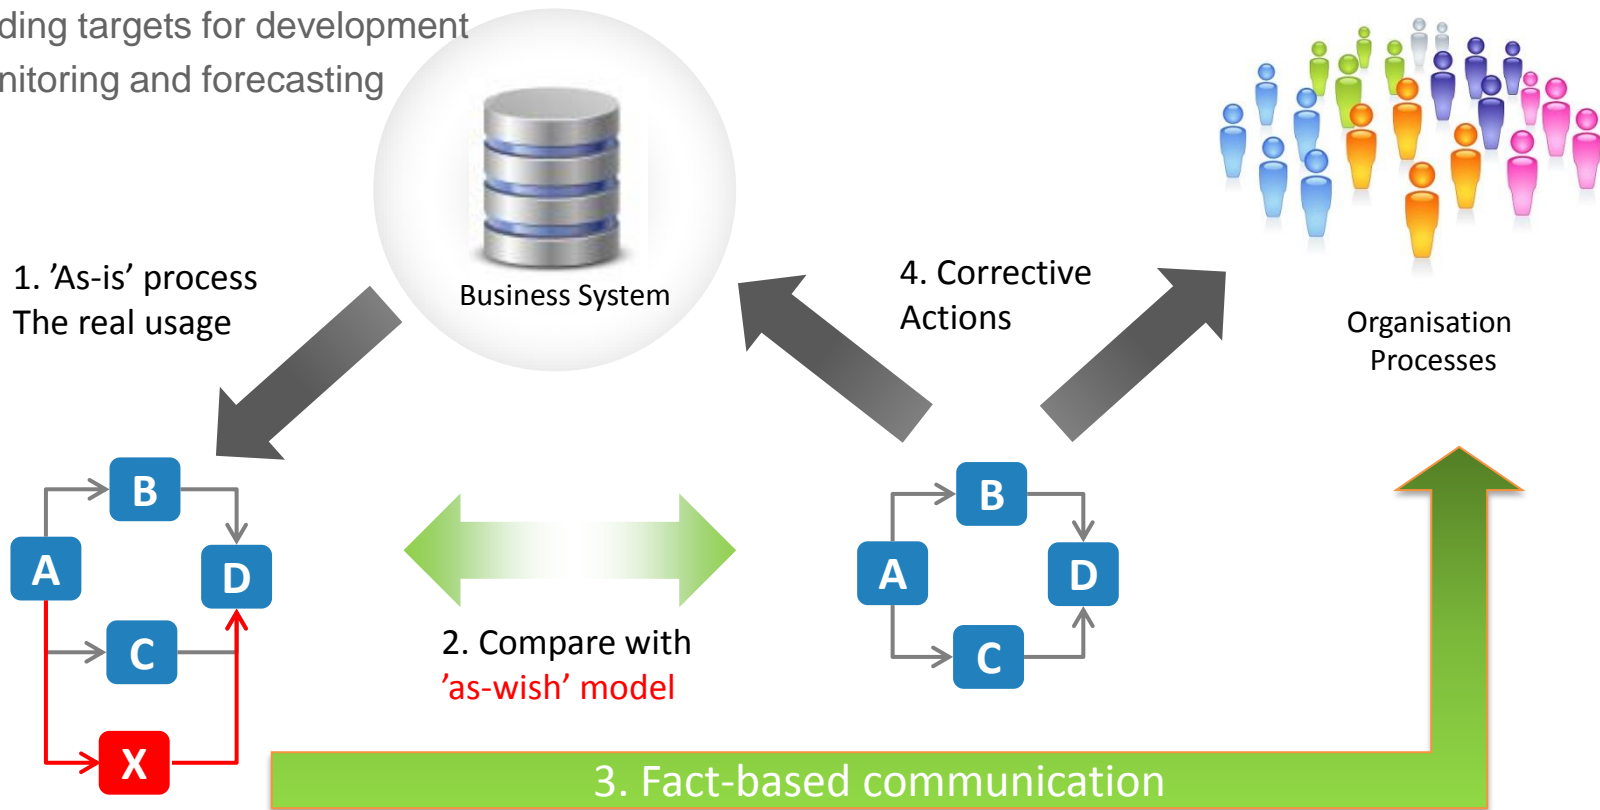 ding targets for development
nitoring and forecasting
1. ’As-is’ process
The real usage
Business System
4. Corrective
Actions
Organisation
Processes
B
A
D
C
X
2. Compare with
’as-wish’ model
B
A
D
C
3. Fact-based communication